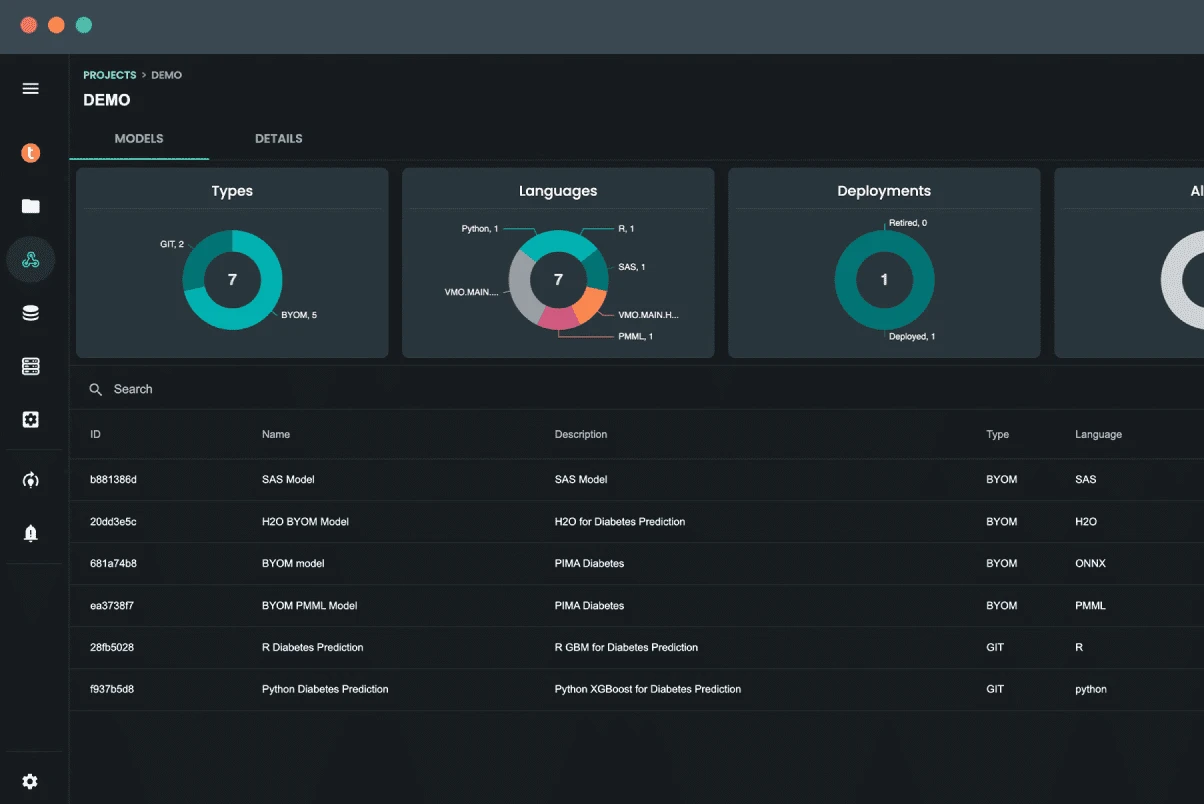 PROJECTS > DEMO
DEMO
MODELS DETAILS
t
Types
GIT, 2
7
BYOM, 5
Languages
Python, 1
R, 1
SAS, 1
7
VMO.MAIN....
VMO.MAIN.H...
PMML, 1
Deployments
Retired, 0
1
Deployed, 1
Al
Search
ID Name Description Type Language
b881386d SAS Model SAS Model BYOM SAS
20dd3e5c H2O BYOM Model H2O for Diabetes Prediction BYOM H2O
681a74b8 BYOM model PIMA Diabetes BYOM ONNX
ea3738f7 BYOM PMML Model PIMA Diabetes BYOM PMML
28fb5028 R Diabetes Prediction R GBM for Diabetes Prediction GIT R
f937b5d8 Python Diabetes Prediction Python XGBoost for Diabetes Prediction GIT python